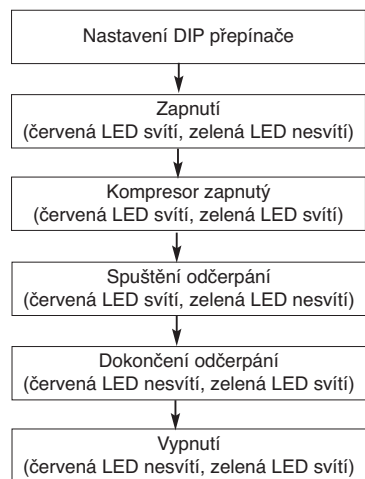 Nastavení DIP přepínače
Zapnutí
(červená LED svítí, zelená LED nesvítí)
Kompresor zapnutý
(červená LED svítí, zelená LED svítí)
Spuštění odčerpání
(červená LED svítí, zelená LED nesvítí)
Dokončení odčerpání
(červená LED nesvítí, zelená LED svítí)
Vypnutí
(červená LED nesvítí, zelená LED svítí)